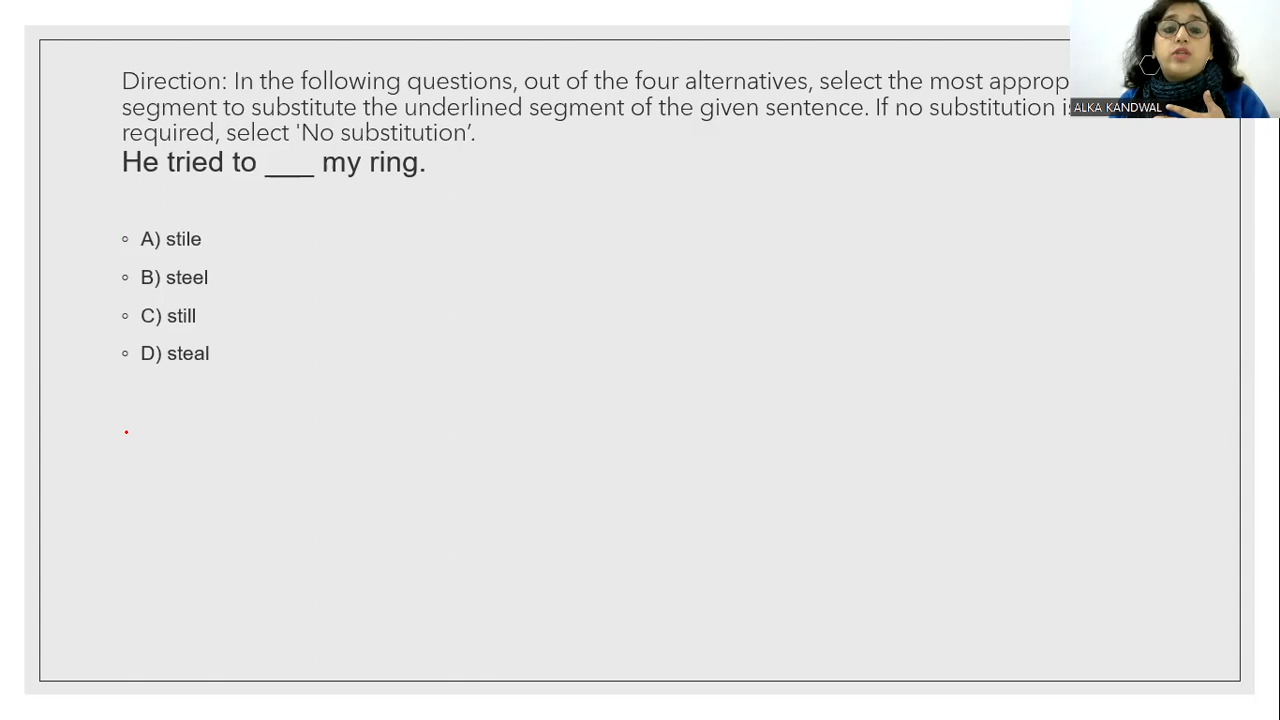 Direction: In the following questions, out of the four alternatives, select the most
segment to substitute the underlined segment of the given sentence. If no substitution
required, select 'No substitution’.
He tried to ___ my ring.
A) stile
B) steel
C) still
D) steal
ALKA KANDWAL